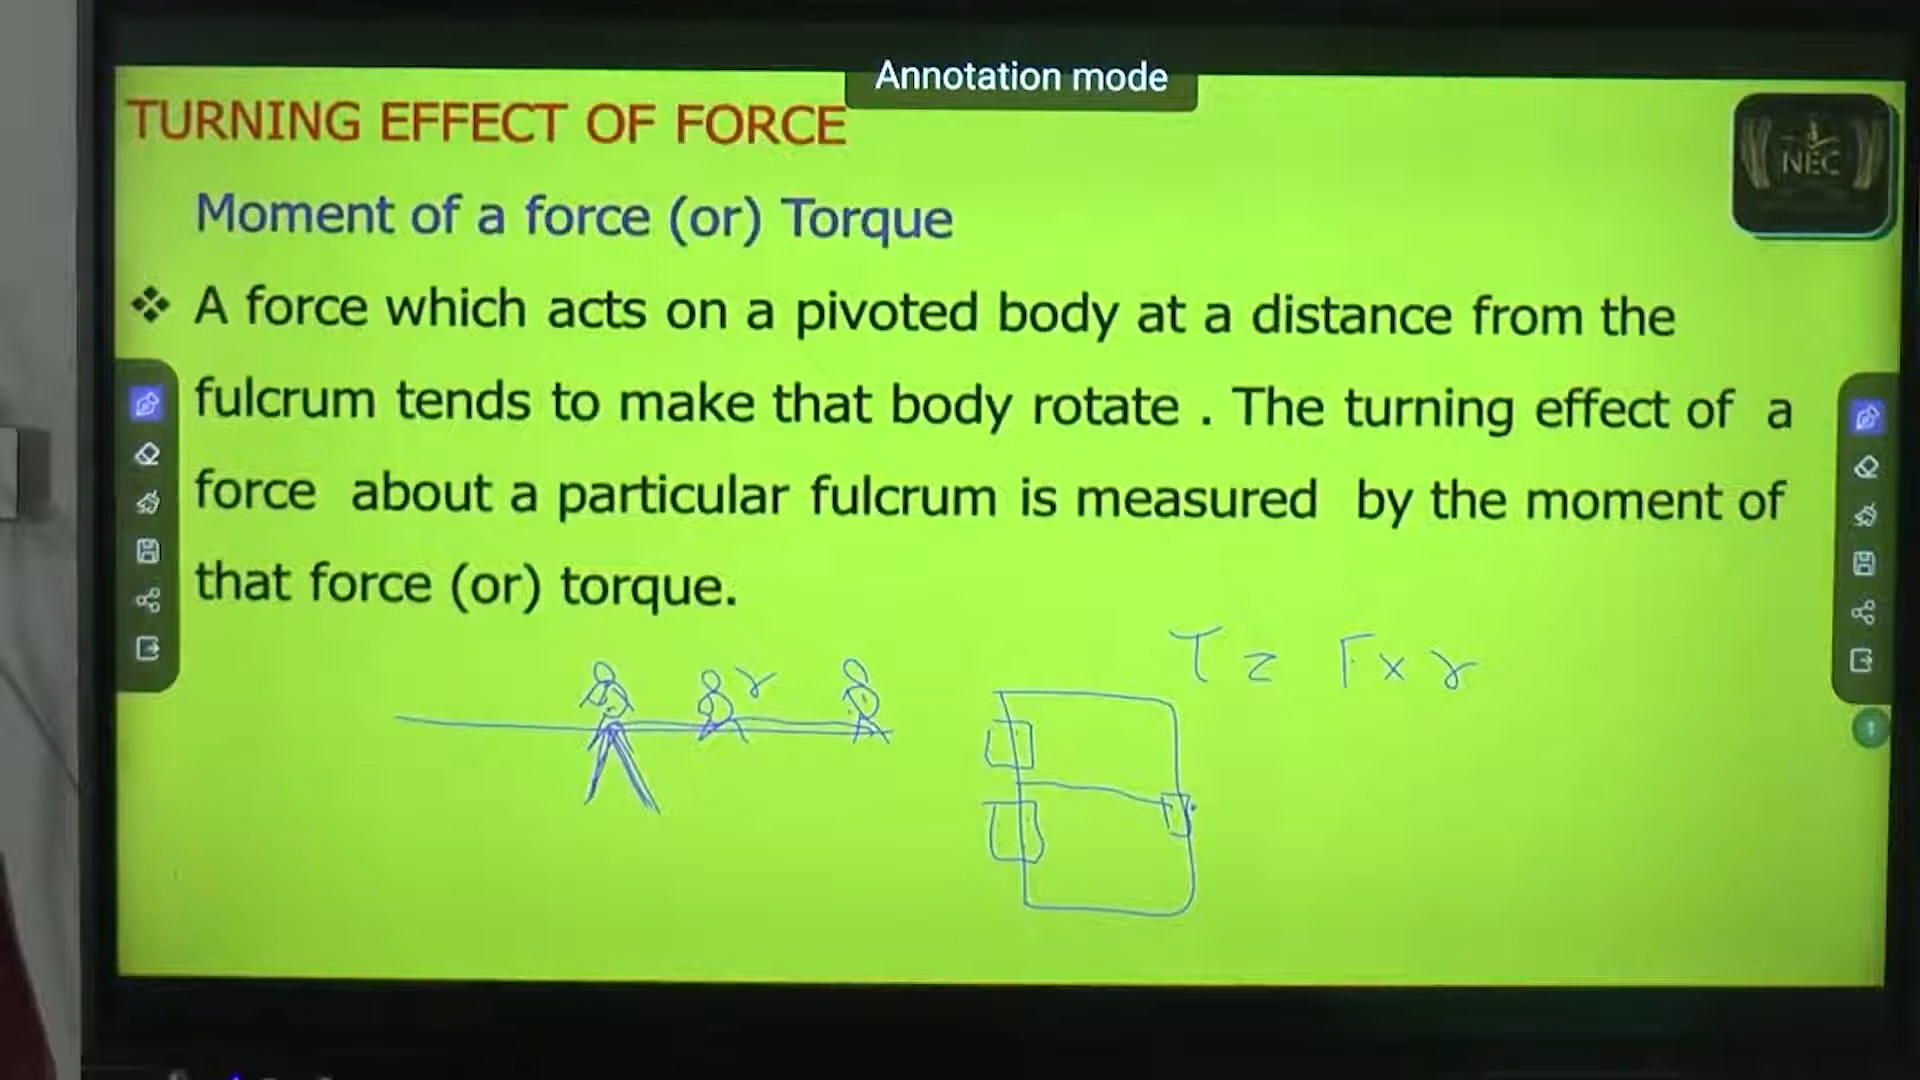 Annotation mode
TURNING EFFECT OF FORCE
NEC
Moment of a force (or) Torque
❖ A force which acts on a pivoted body at a distance from the
fulcrum tends to make that body rotate . The turning effect of a
force about a particular fulcrum is measured by the moment of
that force (or) torque.
τ = F × r
r